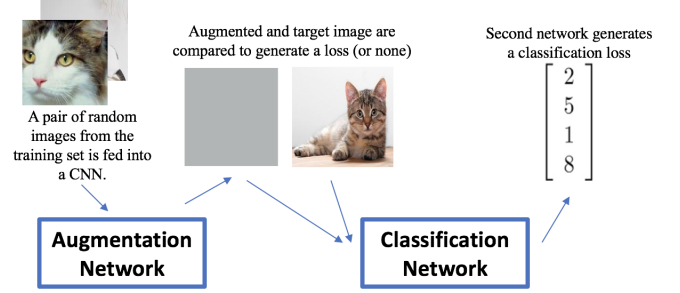 A pair of random
images from the
training set is fed into
a CNN.
Augmentation
Network
Augmented and target image are
compared to generate a loss (or none)
Classification
Network
Second network generates
a classification loss
2
5
1
8